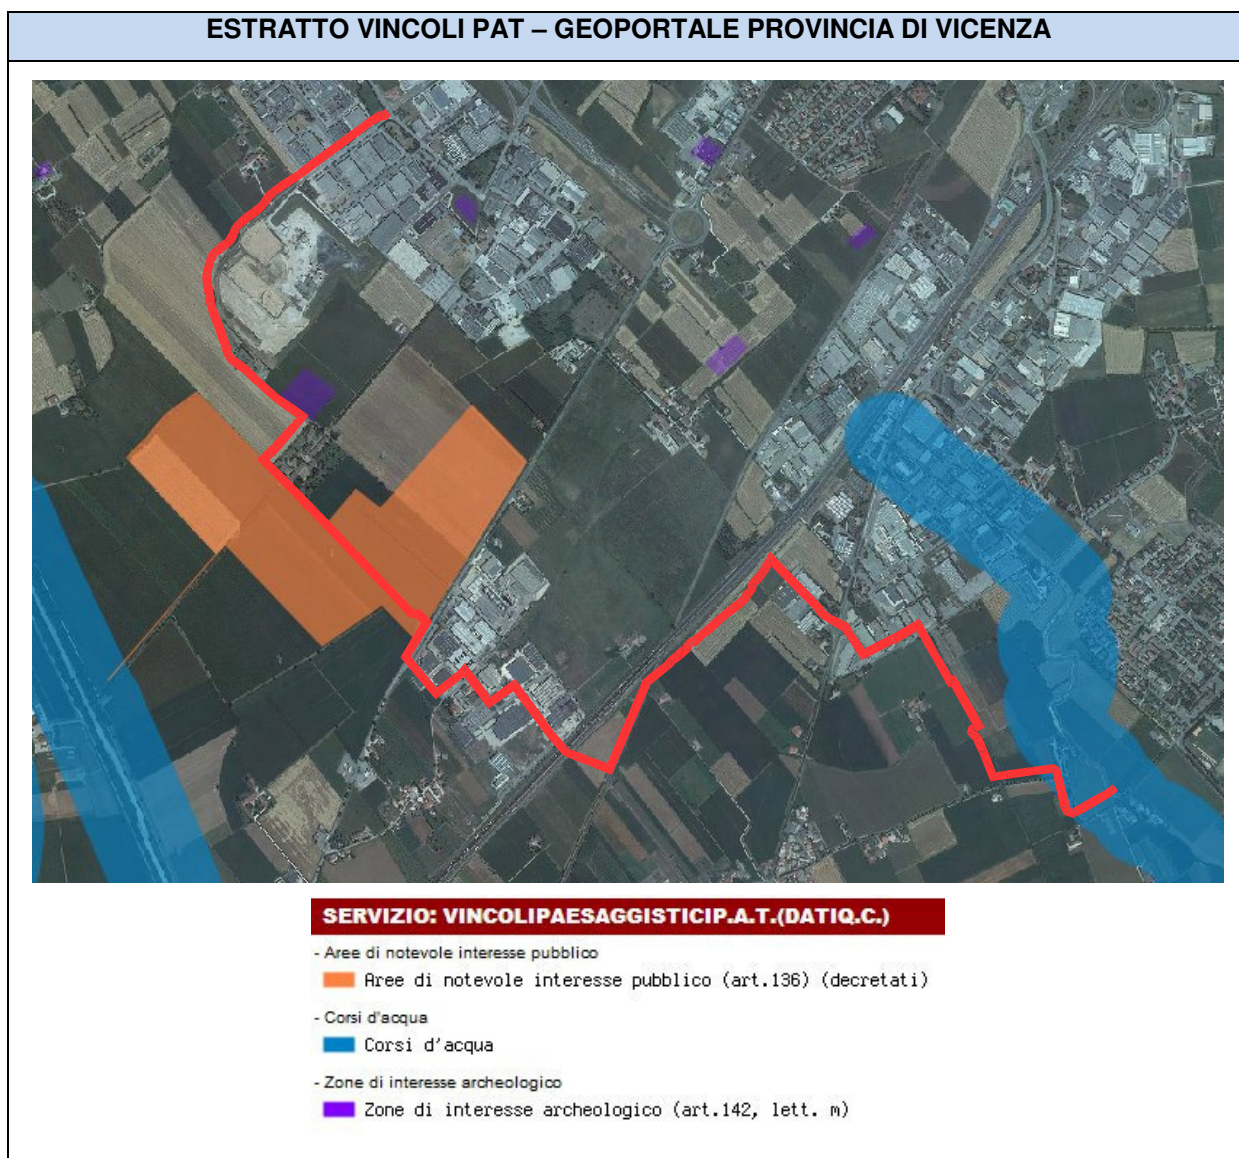 ESTRATTO VINCOLI PAT – GEOPORTALE PROVINCIA DI VICENZA
SERVIZIO: VINCOLIPAESAGGISTICIP.A.T.(DATIQ.C.)
- Aree di notevole interesse pubblico
Aree di notevole interesse pubblico (art.136) (decretati)
- Corsi d'acqua
Corsi d'acqua
- Zone di interesse archeologico
Zone di interesse archeologico (art.142, lett. m)